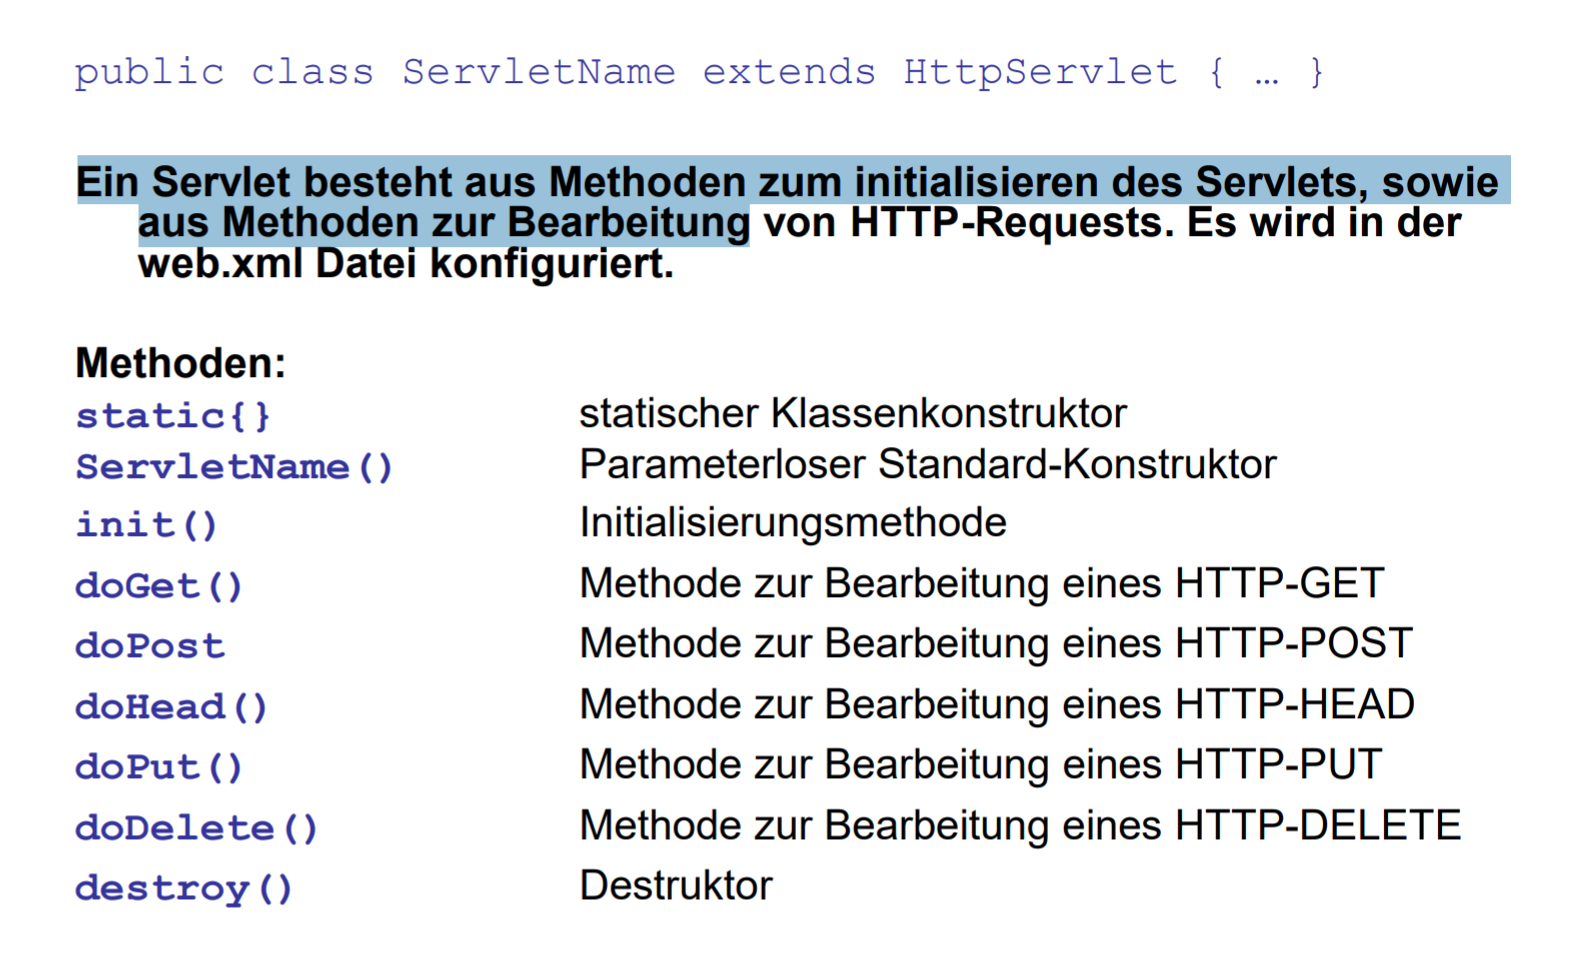 public class ServletName extends HttpServlet { … }
Ein Servlet besteht aus Methoden zum initialisieren des Servlets, sowie
aus Methoden zur Bearbeitung von HTTP-Requests. Es wird in der
web.xml Datei konfiguriert.
Methoden:
static{} statischer Klassenkonstruktor
ServletName() Parameterloser Standard-Konstruktor
init() Initialisierungsmethode
doGet() Methode zur Bearbeitung eines HTTP-GET
doPost Methode zur Bearbeitung eines HTTP-POST
doHead() Methode zur Bearbeitung eines HTTP-HEAD
doPut() Methode zur Bearbeitung eines HTTP-PUT
doDelete() Methode zur Bearbeitung eines HTTP-DELETE
destroy() Destruktor